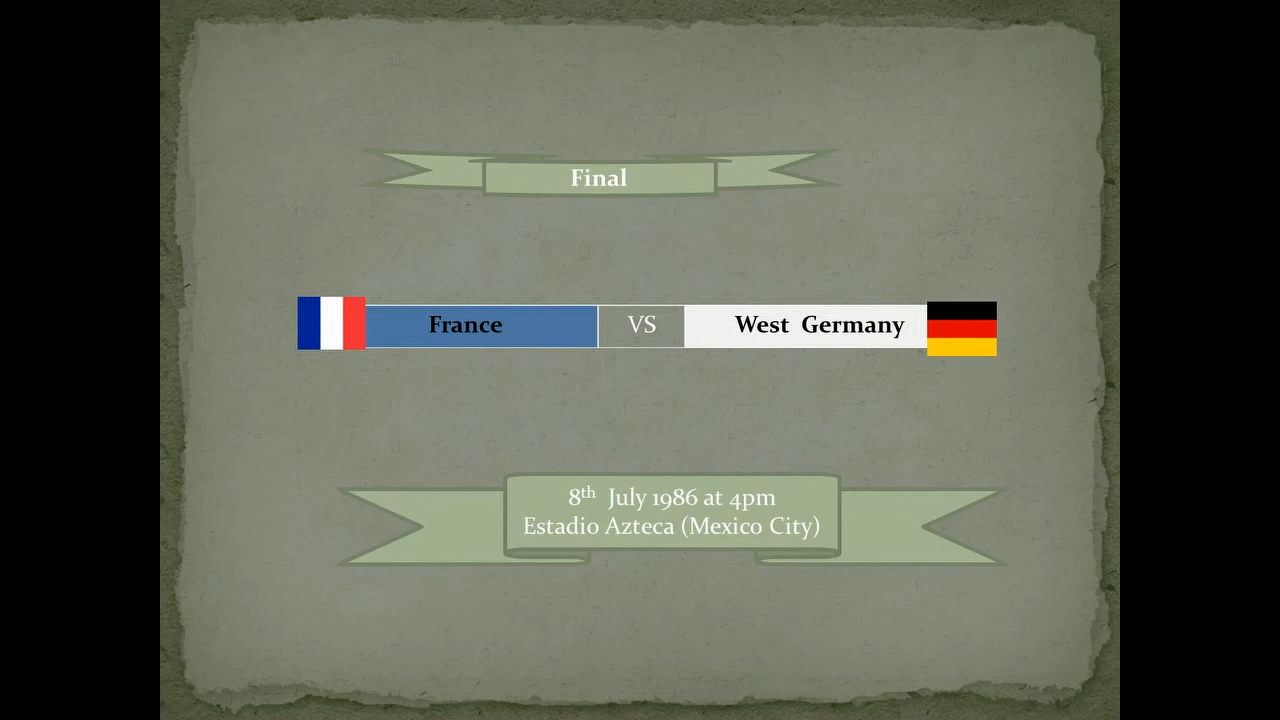 Final
France VS West Germany
8th July 1986 at 4pm
Estadio Azteca (Mexico City)